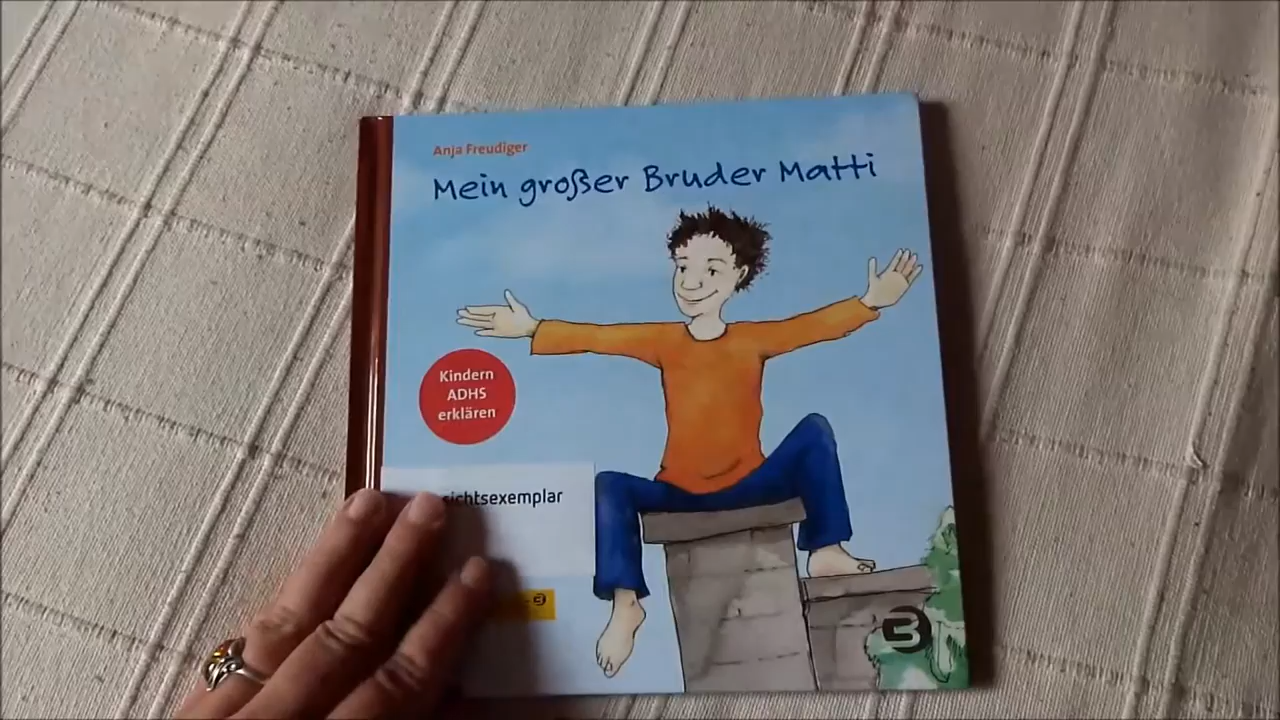 Anja Freudiger
Mein großer Bruder Matti
Kindern
ADHS
erklären
sichtsexemplar